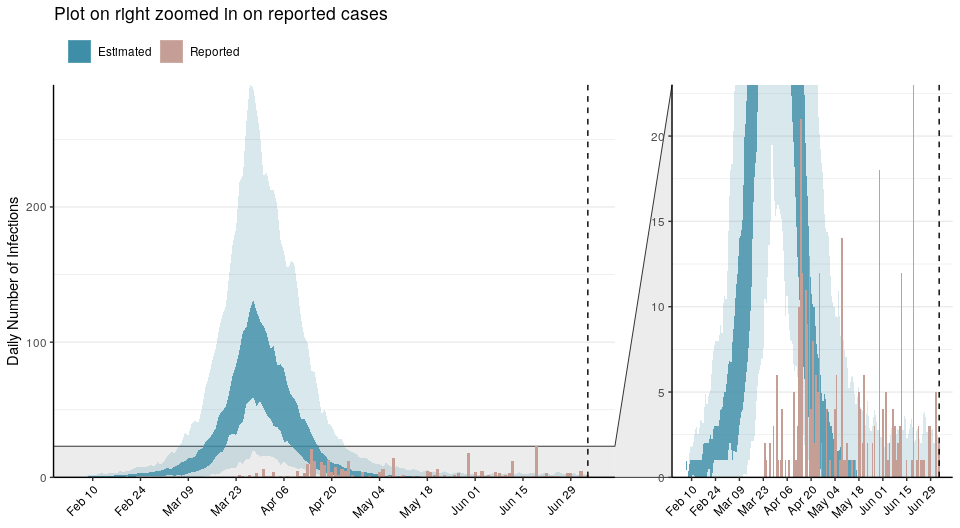 Plot on right zoomed in on reported cases
Estimated Reported
Daily Number of Infections
200
100
0
Feb 10 Feb 24 Mar 09 Mar 23 Apr 06 Apr 20 May 04 May 18 Jun 01 Jun 15 Jun 29
20
15
10
5
0
Feb 10 Feb 24 Mar 09 Mar 23 Apr 06 Apr 20 May 04 May 18 Jun 01 Jun 15 Jun 29